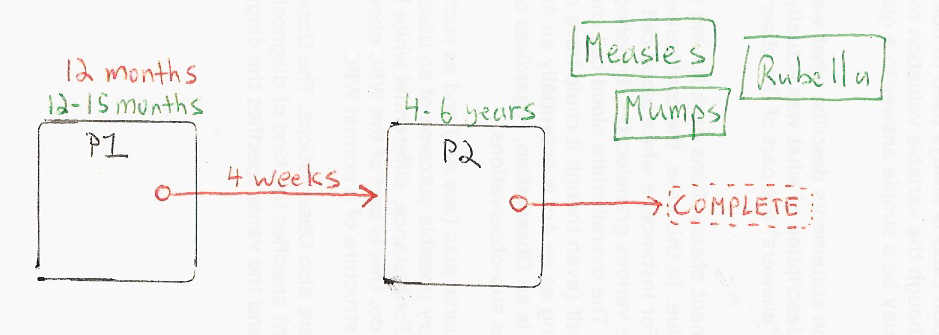 12 months
12-15 months
P1
4 weeks
4-6 years
P2
Measles
Rubella
Mumps
COMPLETE